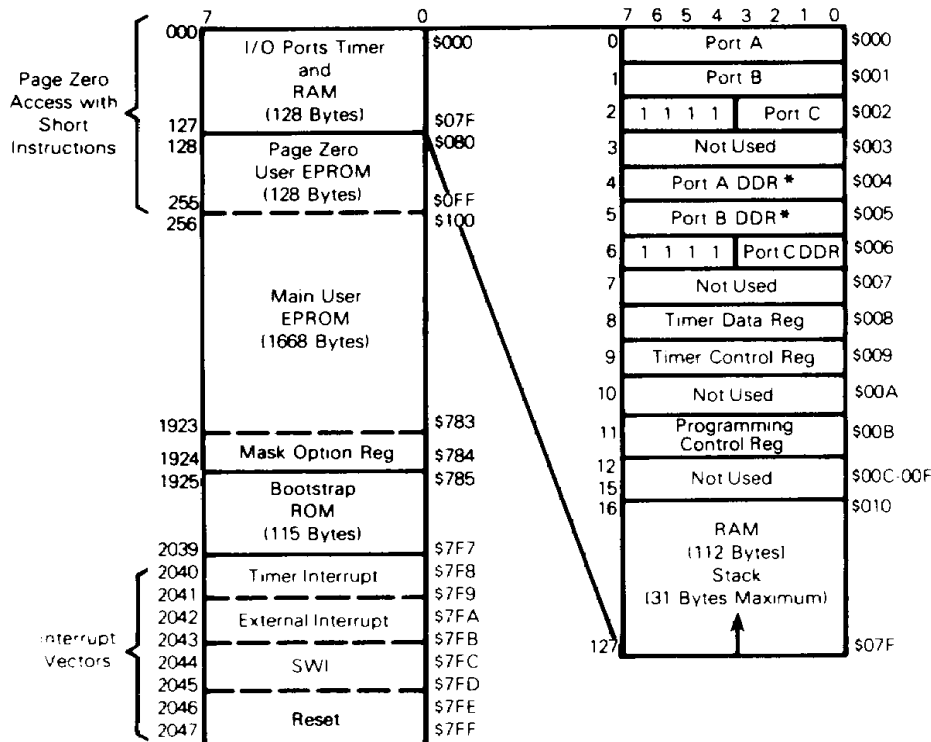 7 0
000
I/O Ports Timer
and
RAM
(128 Bytes)
$000
$07F
127
128
$080
Page Zero
User EPROM
(128 Bytes)
$0FF
255
256
$100
Page Zero
Access with
Short
Instructions
Main User
EPROM
(1668 Bytes)
1923
$783
Mask Option Reg
1924
$784
1925
$785
Bootstrap
ROM
(115 Bytes)
2039
$7F7
2040
Timer Interrupt
$7F8
2041
$7F9
2042
External Interrupt
$7FA
2043
$7FB
2044
SWI
$7FC
2045
$7FD
2046
Reset
$7FE
2047
$7FF
Interrupt
Vectors
7 6 5 4 3 2 1 0
0 Port A $000
1 Port B $001
2 1 1 1 1 Port C $002
3 Not Used $003
4 Port A DDR* $004
5 Port B DDR* $005
6 1 1 1 1 Port C DDR $006
7 Not Used $007
8 Timer Data Reg $008
9 Timer Control Reg $009
10 Not Used $00A
11 Programming
Control Reg $00B
12
15 Not Used $00C-00F
16 $010
RAM
(112 Bytes)
Stack
(31 Bytes Maximum)
127 $07F